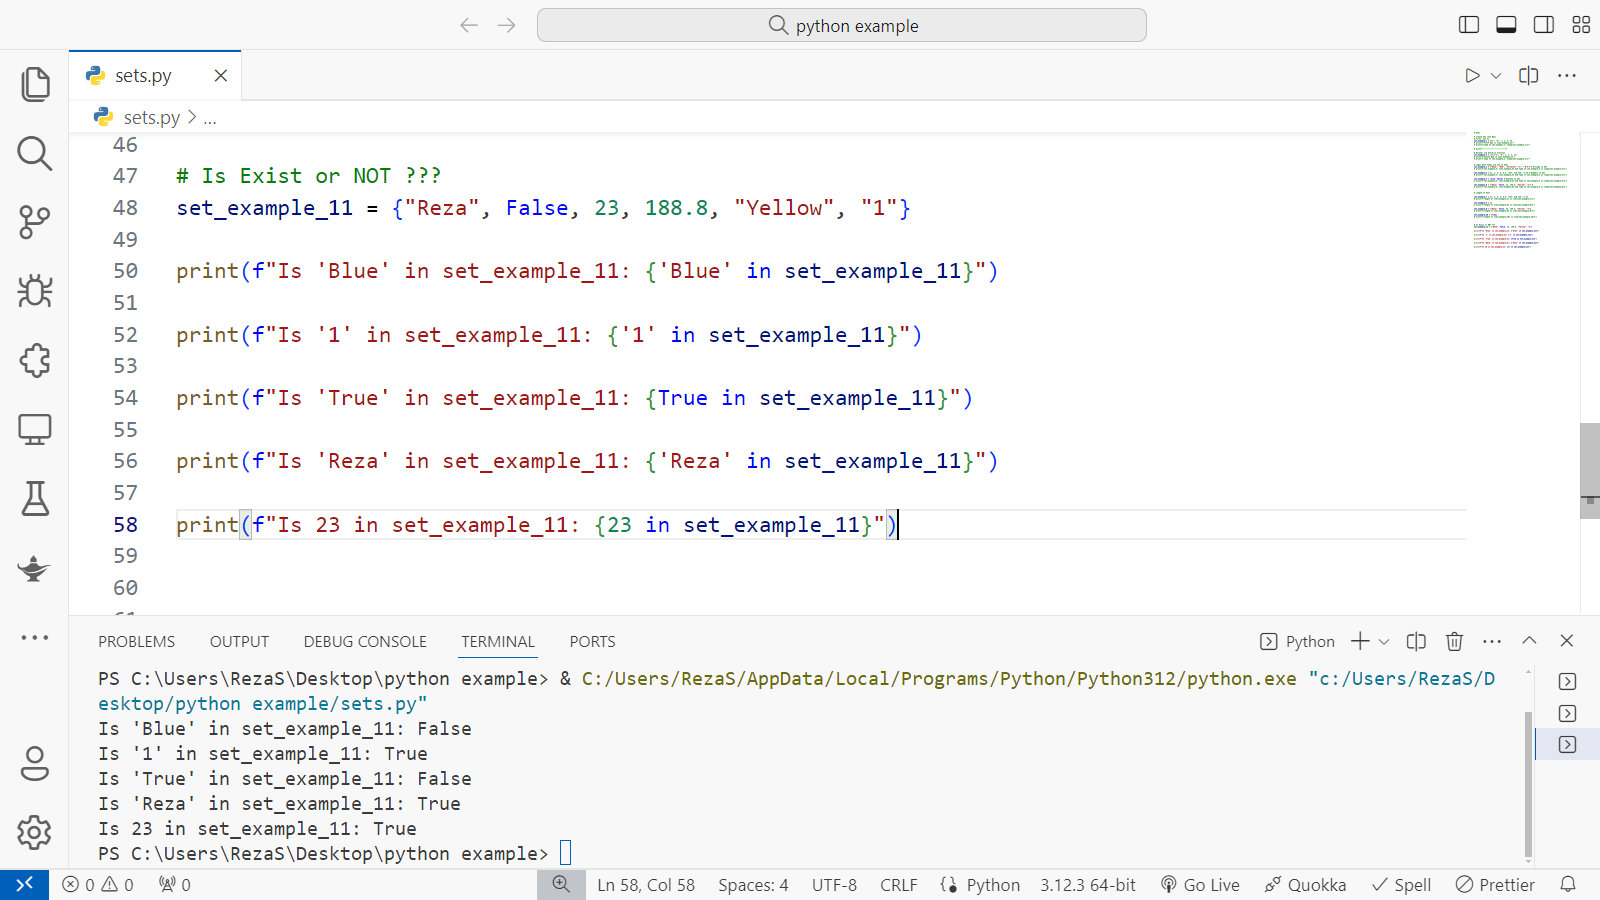 python example
sets.py
sets.py > ...
46
47 # Is Exist or NOT ???
48 set_example_11 = {"Reza", False, 23, 188.8, "Yellow", "1"}
49
50 print(f"Is 'Blue' in set_example_11: {'Blue' in set_example_11}")
51
52 print(f"Is '1' in set_example_11: {'1' in set_example_11}")
53
54 print(f"Is 'True' in set_example_11: {True in set_example_11}")
55
56 print(f"Is 'Reza' in set_example_11: {'Reza' in set_example_11}")
57
58 print(f"Is 23 in set_example_11: {23 in set_example_11}")
59
60
PROBLEMS OUTPUT DEBUG CONSOLE TERMINAL PORTS Python
PS C:\Users\RezaS\Desktop\python example> & C:/Users/RezaS/AppData/Local/Programs/Python/Python312/python.exe "c:/Users/RezaS/D
esktop/python example/sets.py"
Is 'Blue' in set_example_11: False
Is '1' in set_example_11: True
Is 'True' in set_example_11: False
Is 'Reza' in set_example_11: True
Is 23 in set_example_11: True
PS C:\Users\RezaS\Desktop\python example>
0 0 0 Ln 58, Col 58 Spaces: 4 UTF-8 CRLF Python 3.12.3 64-bit Go Live Quokka Spell Prettier